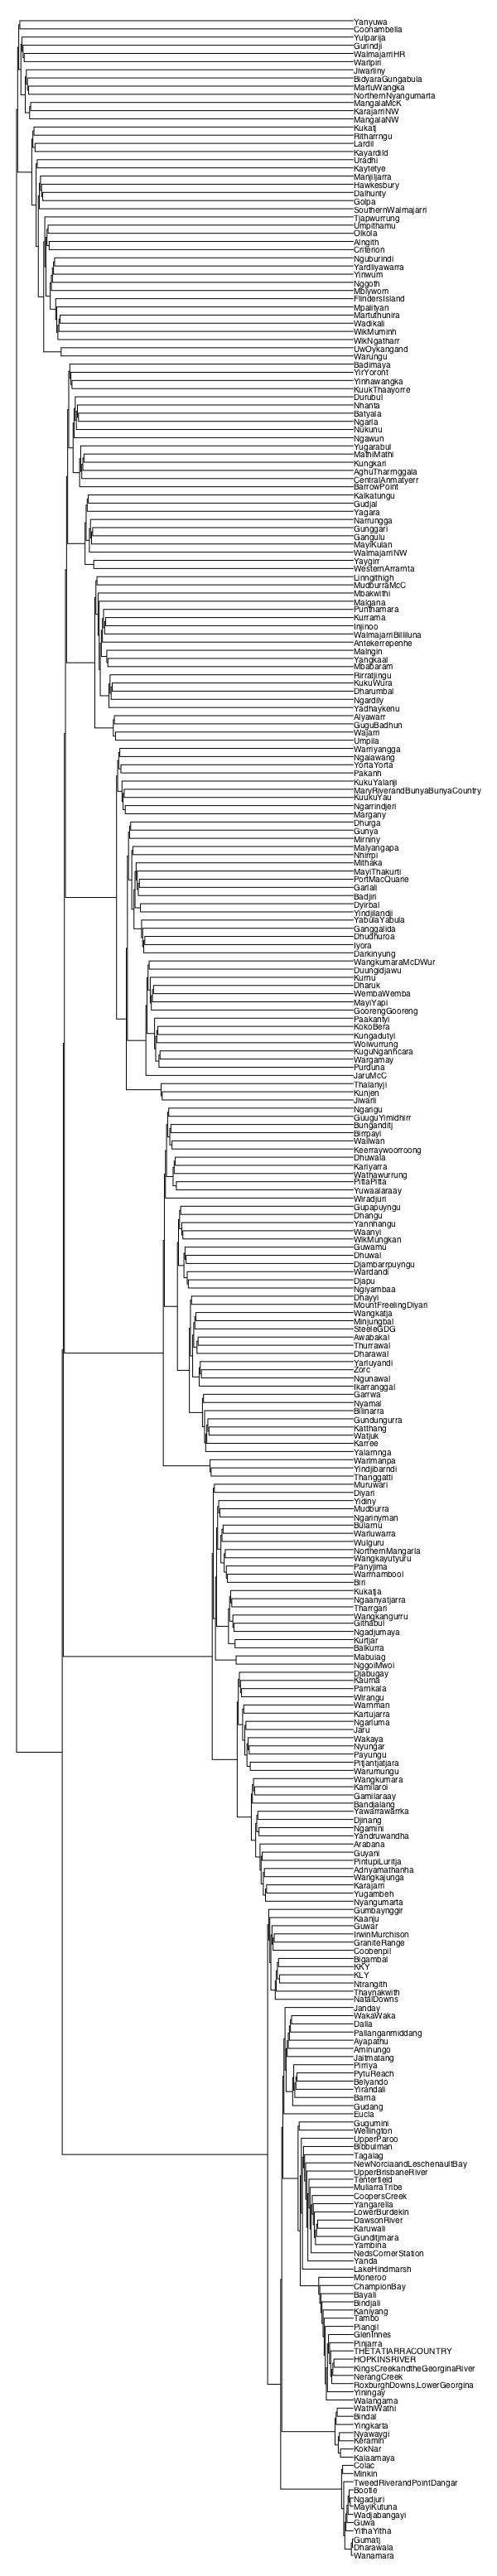 Yanyuwa
Coonambella
Yulparija
Gurindji
WalmajarriHR
Warlpiri
Jiwarliny
BidyaraGungabula
MartuWangka
NorthernNyangumarta
MangalaMcK
KarajarriNW
MangalaNW
Kukatj
Ritharrngu
Lardil
Kayardild
Uradhi
Kaytetye
Manjiljarra
Hawkesbury
Dalhunty
Golpa
SouthernWalmajarri
Tjapwurrung
Umpithamu
Olkola
Alngith
Criterion
Nguburindi
Yardliyawarra
Yinwum
Nggoth
Mbiywom
FlindersIsland
Mpalityan
Martuthunira
Wadikali
WikMuminh
WikNgatharr
UwOykangand
Warungu
Badimaya
YirYoront
Yinhawangka
KuukThaayorre
Durubul
Nhanta
Batyala
Ngarla
Nukunu
Ngawun
Yugarabul
MathiMathi
Kungkari
AghuTharrnggala
CentralAnmatyerr
BarrowPoint
Kalkatungu
Gudjal
Yagara
Narrungga
Gunggari
Gangulu
MayiKulan
WalmajarriNW
Yaygirr
WesternArrarnta
Linngithigh
MudburraMcC
Mbakwithi
Malgana
Punthamara
Kurrama
Injinoo
WalmajarriBilliluna
Antekerrepenhe
Malngin
Yangkaal
Mbabaram
Rirratjingu
KukuWura
Dharumbal
Ngardily
Yadhaykenu
Alyawarr
GuguBadhun
Wajarri
Umpila
Warriyangga
Ngaiawang
YortaYorta
Pakanh
KukuYalanji
MaryRiverandBunyaBunyaCountry
KuukuYau
Ngarrindjeri
Margany
Dhurga
Gunya
Mirniny
Malyangapa
Nhirrpi
Mithaka
MayiThakurti
PortMacQuarie
Garlali
Badjiri
Dyirbal
Yindjilandji
YabulaYabula
Ganggalida
Dhudhuroa
Iyora
Darkinyung
WangkumaraMcDWur
Duungidjawu
Kurnu
Dharuk
WembaWemba
MayiYapi
GoorengGooreng
Paakantyi
KokoBera
Kungadutyi
Woiwurrung
KuguNganhcara
Wargamay
Purduna
JaruMcC
Thalanyji
Kunjen
Jiwarli
Ngarigu
GuuguYimidhirr
Bunganditj
Birrpayi
Wailwan
Keerraywoorroong
Dhuwala
Kariyarra
Wathawurrung
PittaPitta
Yuwaalaraay
Wiradjuri
Gupapuyngu
Dhangu
Yannhangu
Waanyi
WikMungkan
Guwamu
Dhuwal
Djambarrpuyngu
Wardandi
Djapu
Ngiyambaa
Dhayyi
MountFreelingDiyari
Wangkatja
Minjungbal
SteeleGDG
Awabakal
Thurrawal
Dharawal
Yarluyandi
Zorc
Ngunawal
Ikarranggal
Garrwa
Nyamal
Bilinarra
Gundungurra
Katthang
Watjuk
Karree
Yalarnnga
Warlmanpa
Yindjibarndi
Thanggatti
Muruwari
Diyari
Yidiny
Mudburra
Ngarinyman
Bularnu
Warluwarra
Wulguru
NorthernMangarla
Wangkayutyuru
Panyjima
Warrnambool
Biri
Kukatja
Ngaanyatjarra
Tharrgari
Wangkangurru
Githabul
Ngadjumaya
Kurtjar
Balkurra
Mabuiag
NggoiMwoi
Djabugay
Kaurna
Parnkala
Wirangu
Warnman
Kartujarra
Ngarluma
Jaru
Wakaya
Nyungar
Payungu
Pitjantjatjara
Warumungu
Wangkumara
Kamilaroi
Gamilaraay
Bandjalang
Yawarrawarrka
Djinang
Ngamini
Yandruwandha
Arabana
Guyani
PintupiLuritja
Adnyamathanha
Wangkajunga
Karajarri
Yugambeh
Nyangumarta
Gumbaynggir
Kaanju
Guwar
IrwinMurchison
GraniteRange
Coobenpil
Bigambal
KKY
KLY
Ntrangith
Thaynakwith
NatalDowns
Janday
WakaWaka
Dalla
Pallanganmiddang
Ayapathu
Aminungo
Jaitmatang
Pirriya
PytuReach
Belyando
Yirandali
Barna
Gudang
Eucla
Gugumini
Wellington
UpperParoo
Bibbulman
Tagalag
NewNorciaandLeschenaultBay
UpperBrisbaneRiver
Tenterfield
MuliarraTribe
CoopersCreek
Yangarella
LowerBurdekin
DawsonRiver
Karuwali
Gunditjmara
Yambina
NedsCornerStation
Yanda
LakeHindmarsh
Moneroo
ChampionBay
Bayali
Bindjali
Kaniyang
Tambo
Piangil
GlenInnes
Pinjarra
THETATIARRACOUNTRY
HOPKINSRIVER
KingsCreekandtheGeorginaRiver
NerangCreek
RoxburghDowns,LowerGeorgina
Yiningay
Walangama
WathiWathi
Bindal
Yingkarta
Nyawaygi
Keramin
KokNar
Kalaamaya
Colac
Minkin
TweedRiverandPointDangar
Bootle
Ngadjuri
MayiKutuna
Wadjabangayi
Guwa
YithaYitha
Gumatj
Dharawala
Wanamara